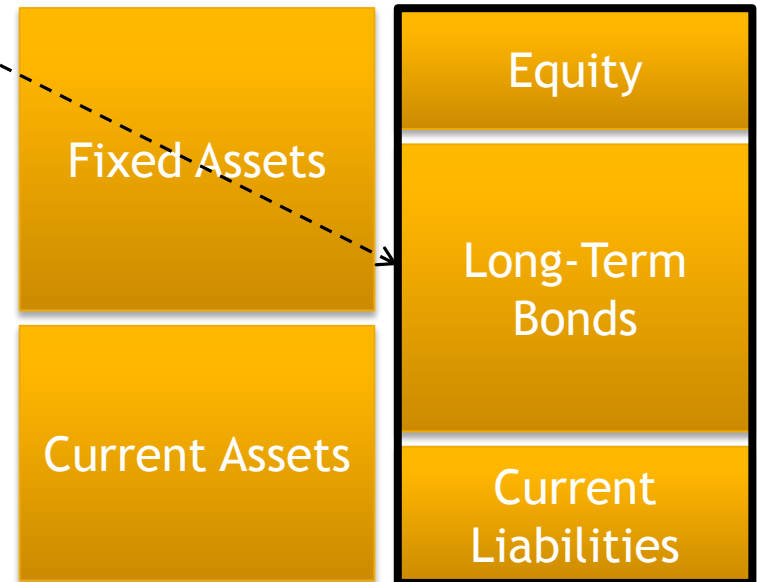 Fixed Assets
Current Assets
Equity
Long-Term
Bonds
Current
Liabilities